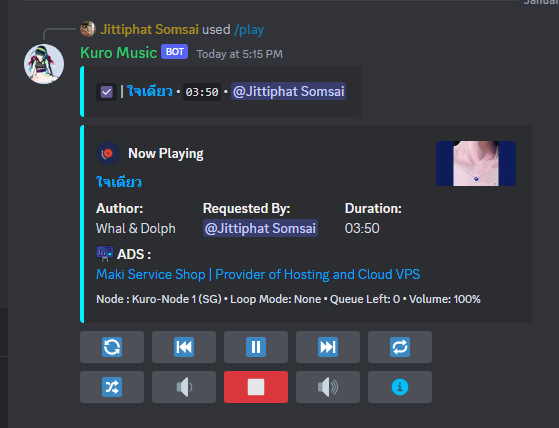 Jittiphat Somsai used /play
Kuro Music BOT Today at 5:15 PM
| ใจเดียว • 03:50 • @Jittiphat Somsai
Now Playing
ใจเดียว
Author: Requested By: Duration:
Whal & Dolph @Jittiphat Somsai 03:50
ADS :
Maki Service Shop | Provider of Hosting and Cloud VPS
Node : Kuro-Node 1 (SG) • Loop Mode: None • Queue Left: 0 • Volume: 100%